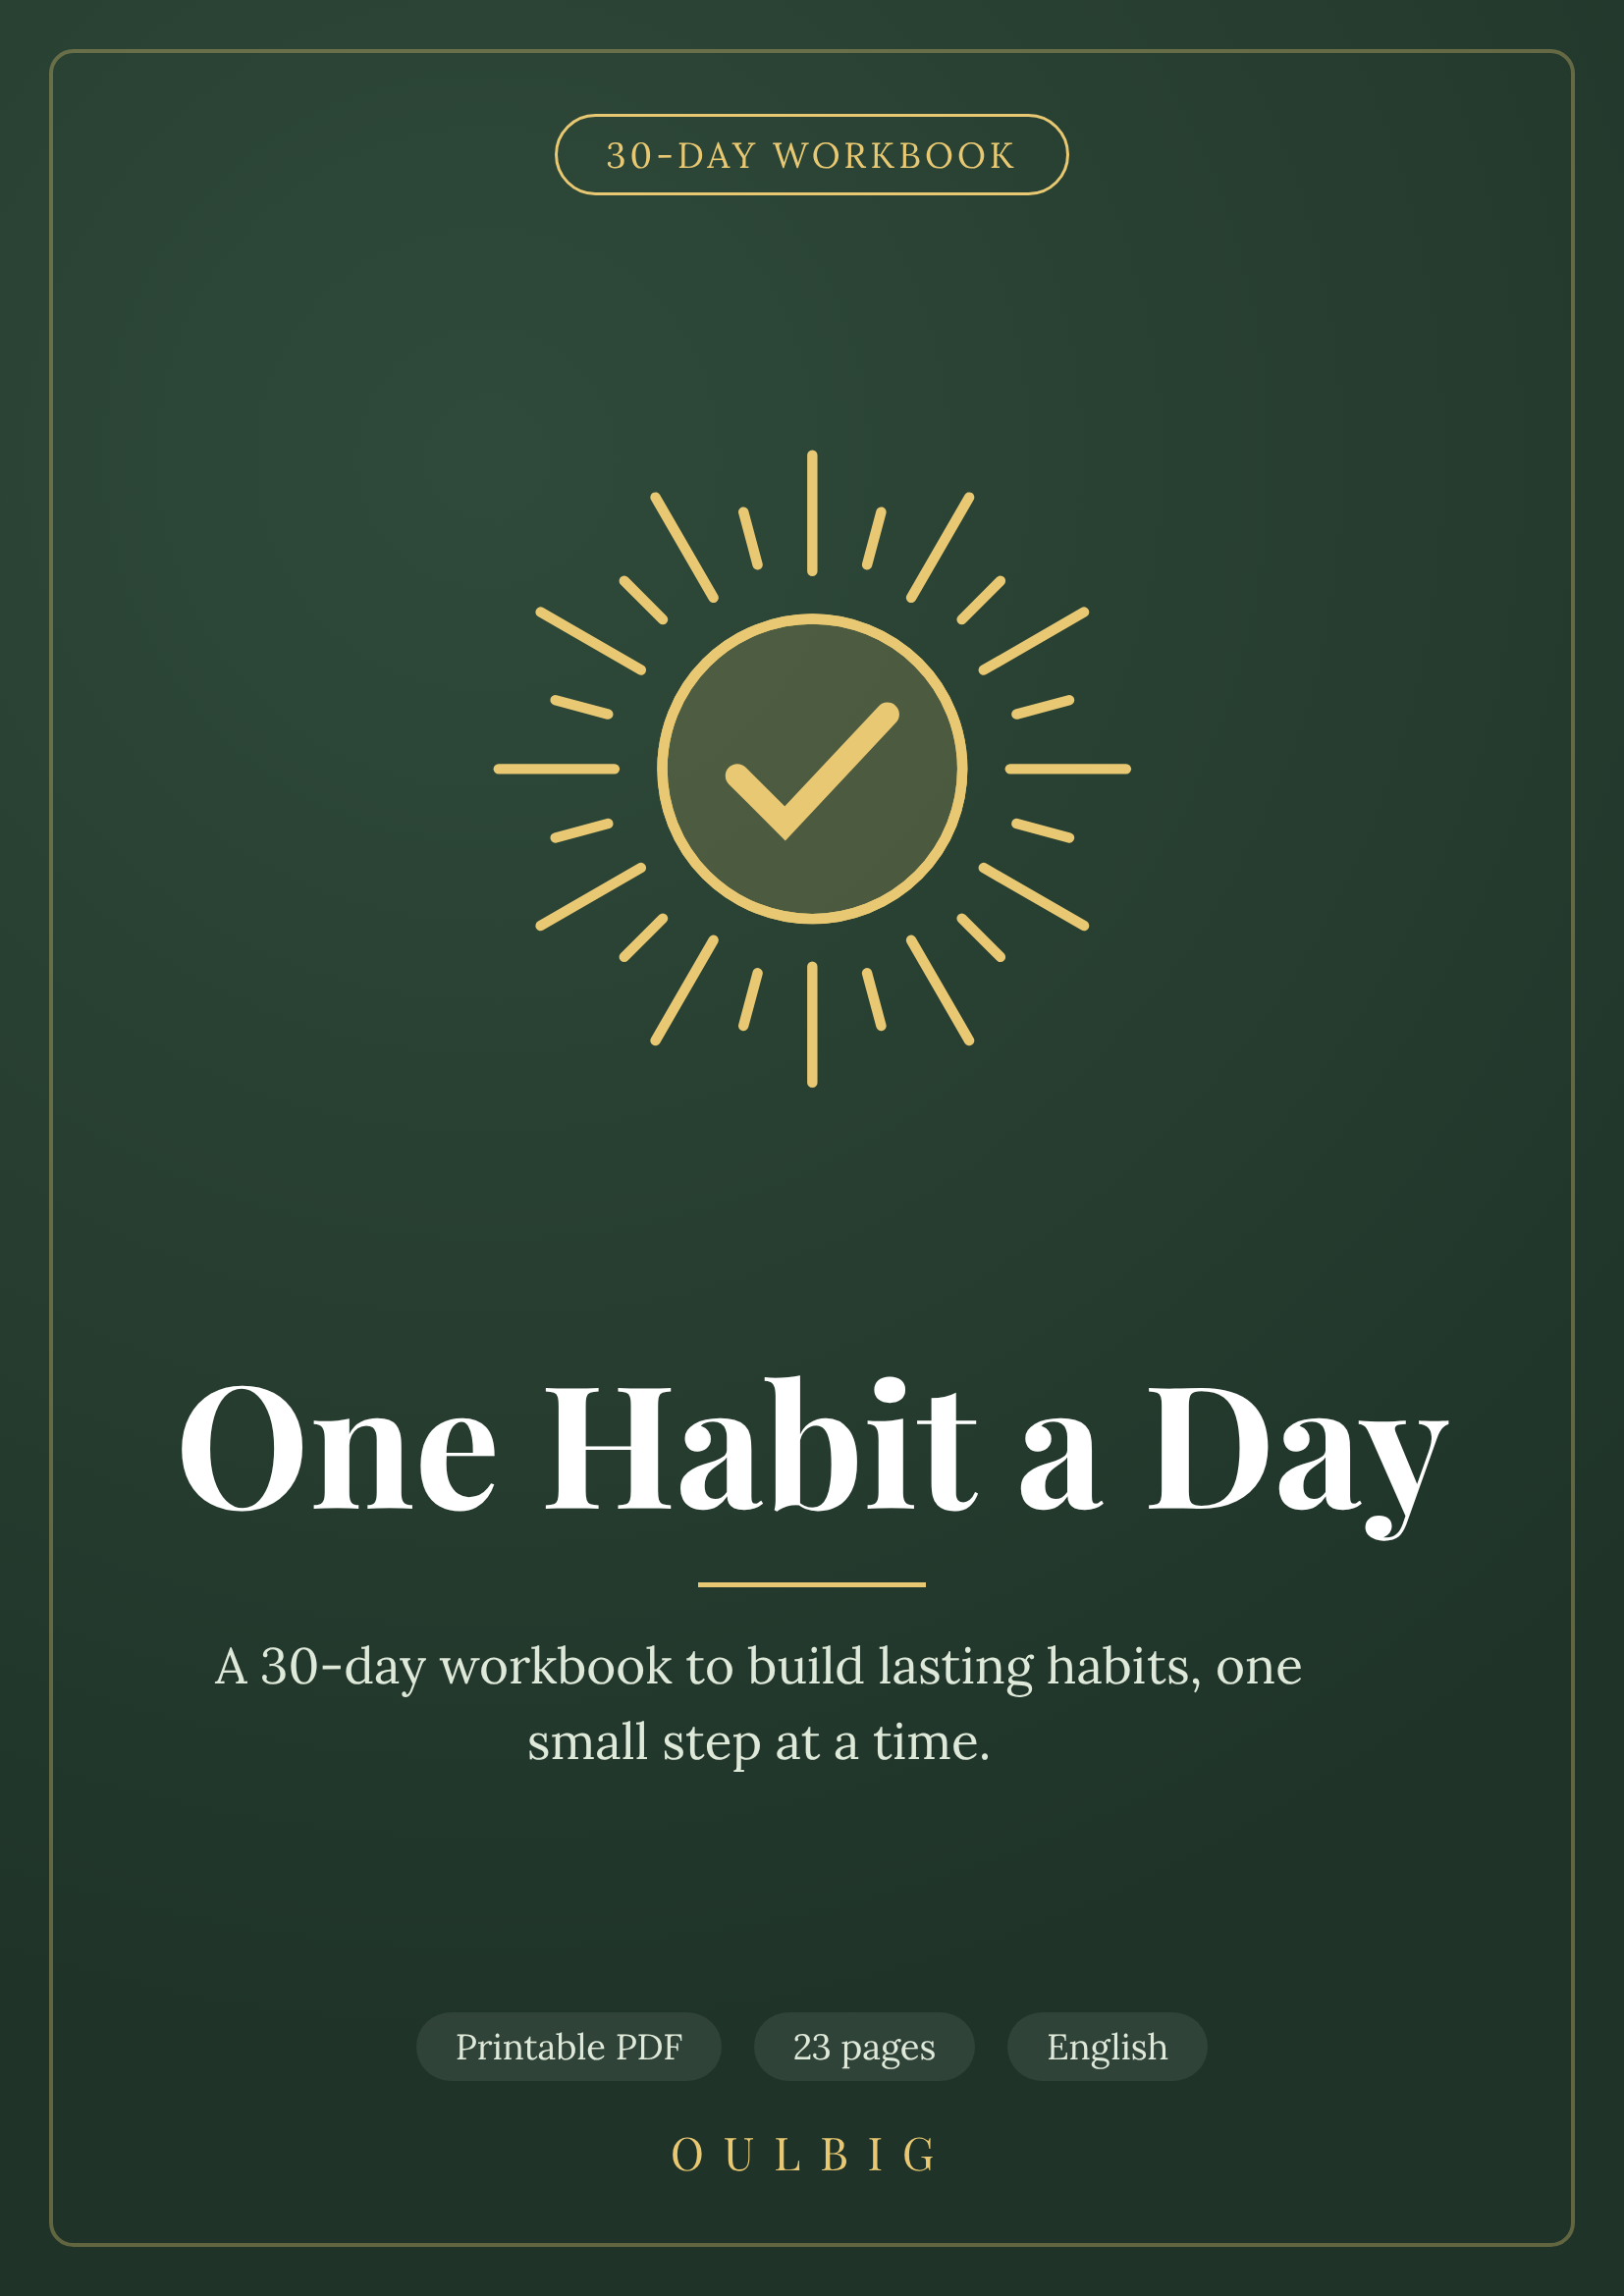 30-DAY WORKBOOK
One Habit a Day
A 30-day workbook to build lasting habits, one
small step at a time.
Printable PDF 23 pages English
OULBIG